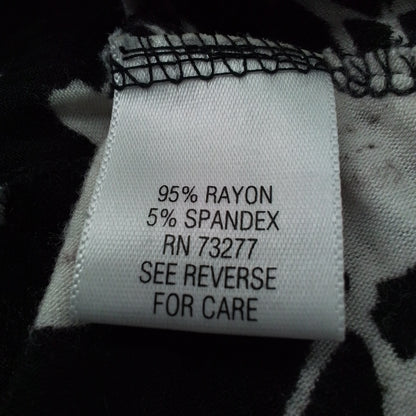 95% RAYON
5% SPANDEX
RN 73277
SEE REVERSE
FOR CARE